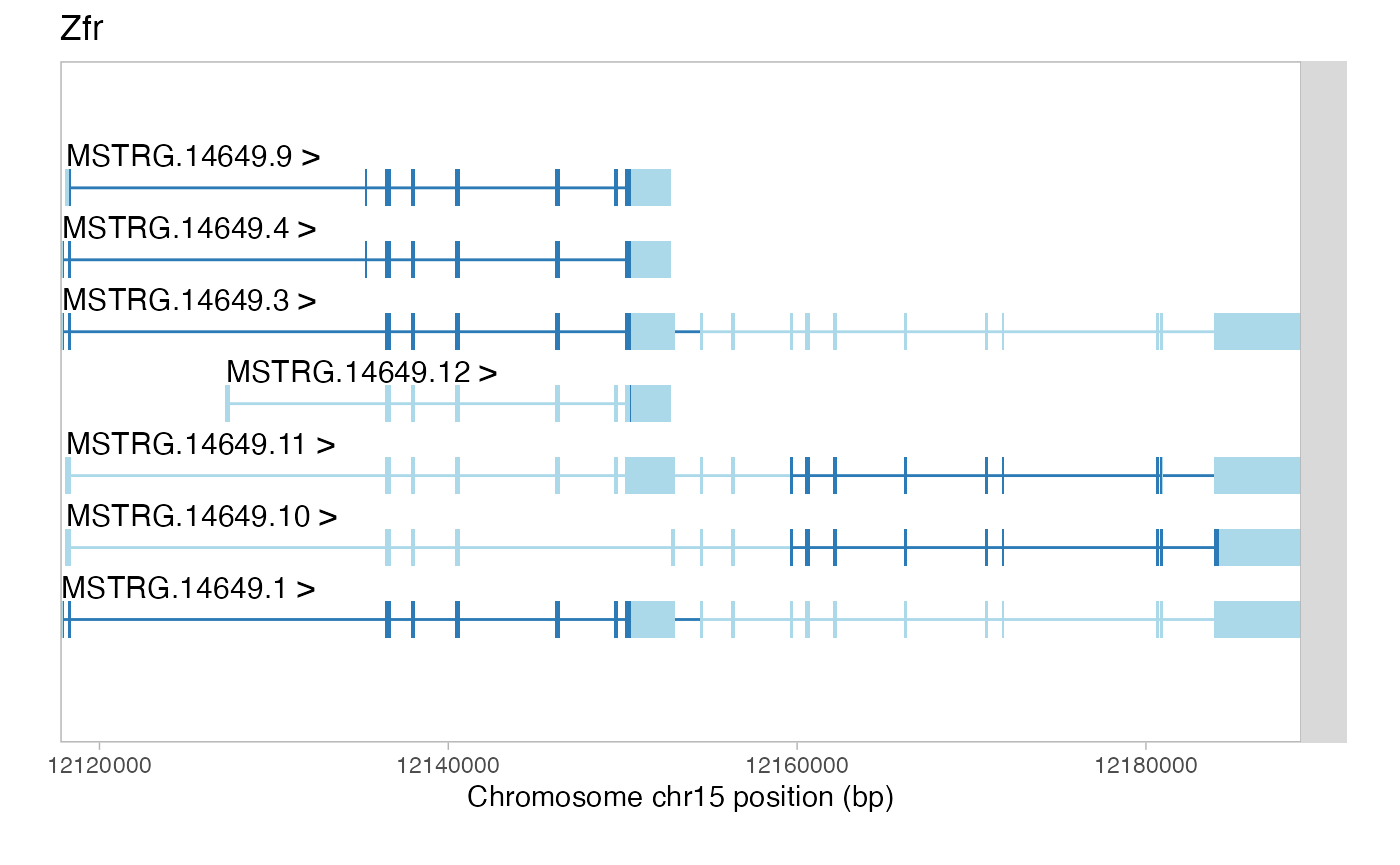 Zfr
MSTRG.14649.9 >
MSTRG.14649.4 >
MSTRG.14649.3 >
MSTRG.14649.12 >
MSTRG.14649.11 >
MSTRG.14649.10 >
MSTRG.14649.1 >
12120000 12140000 12160000 12180000
Chromosome chr15 position (bp)